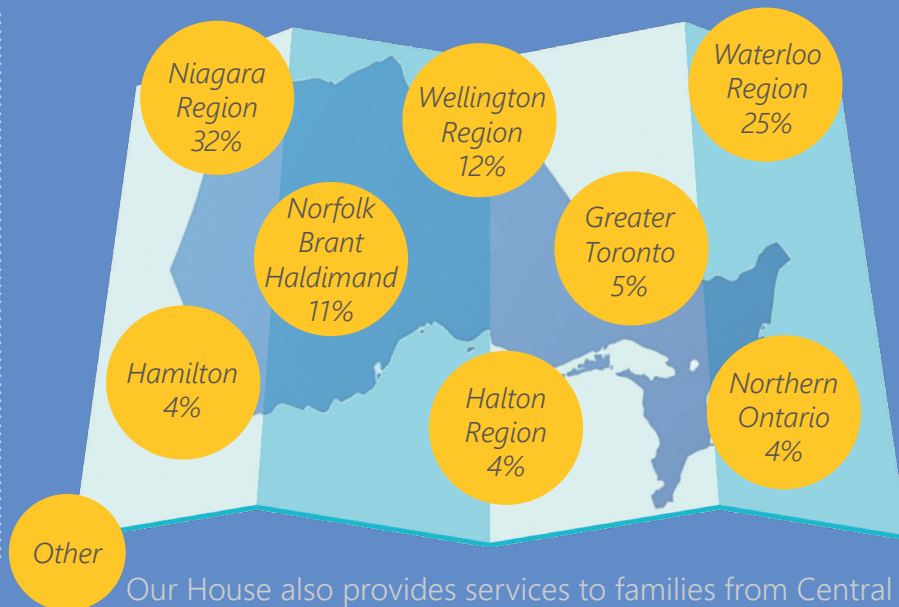 Niagara
Region
32%
Wellington
Region
12%
Waterloo
Region
25%
Norfolk
Brant
Haldimand
11%
Greater
Toronto
5%
Hamilton
4%
Halton
Region
4%
Northern
Ontario
4%
Other
Our House also provides services to families from Central